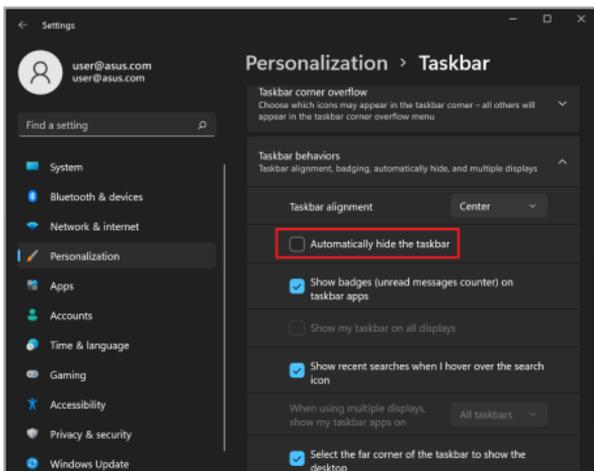 Settings
user@asus.com
user@asus.com
Find a setting
System
Bluetooth & devices
Network & internet
Personalization
Apps
Accounts
Time & language
Gaming
Accessibility
Privacy & security
Windows Update
Personalization > Taskbar
Taskbar corner overflow
Choose which icons may appear in the taskbar corner – all others will
appear in the taskbar corner overflow menu
Taskbar behaviors
Taskbar alignment, badging, automatically hide, and multiple displays
Taskbar alignment
Center
Automatically hide the taskbar
Show badges (unread messages counter) on
taskbar apps
Show my taskbar on all displays
Show recent searches when I hover over the search
icon
When using multiple displays,
show my taskbar apps on
All taskbars
Select the far corner of the taskbar to show the
desktop